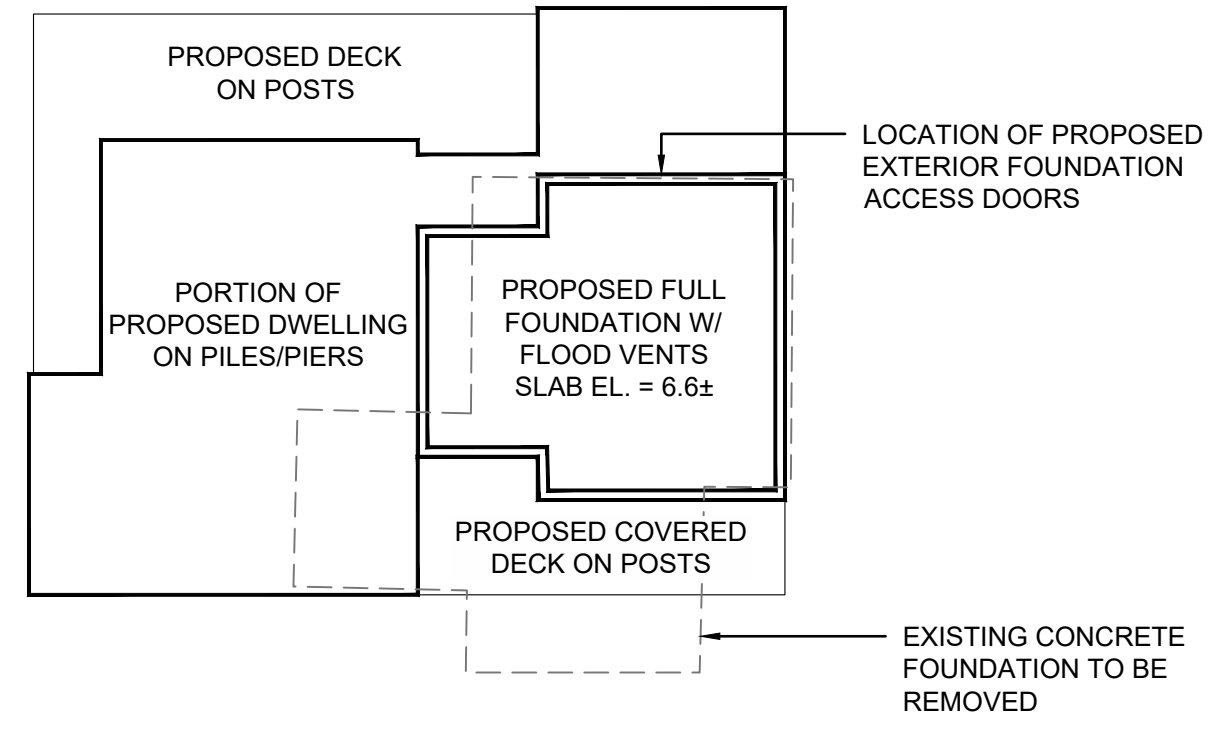 PROPOSED DECK
ON POSTS
LOCATION OF PROPOSED
EXTERIOR FOUNDATION
ACCESS DOORS
PORTION OF
PROPOSED DWELLING
ON PILES/PIERS
PROPOSED FULL
FOUNDATION W/
FLOOD VENTS
SLAB EL. = 6.6±
PROPOSED COVERED
DECK ON POSTS
EXISTING CONCRETE
FOUNDATION TO BE
REMOVED